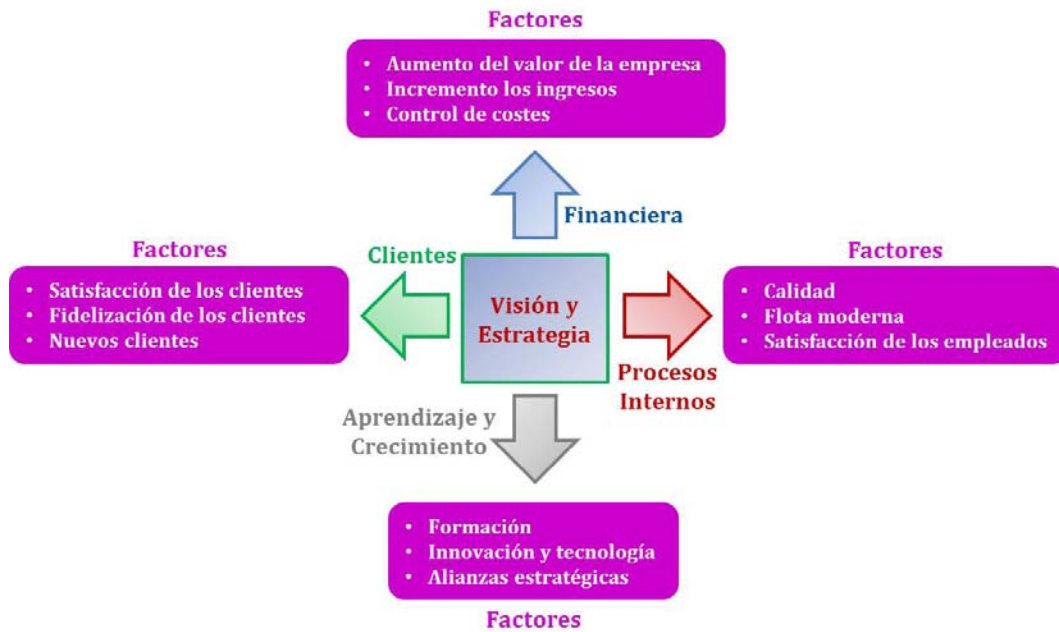 Factores
• Aumento del valor de la empresa
• Incremento los ingresos
• Control de costes
Financiera
Factores
• Satisfacción de los clientes
• Fidelización de los clientes
• Nuevos clientes
Clientes
Visión y
Estrategia
Factores
• Calidad
• Flota moderna
• Satisfacción de los empleados
Procesos
Internos
Aprendizaje y
Crecimiento
• Formación
• Innovación y tecnología
• Alianzas estratégicas
Factores